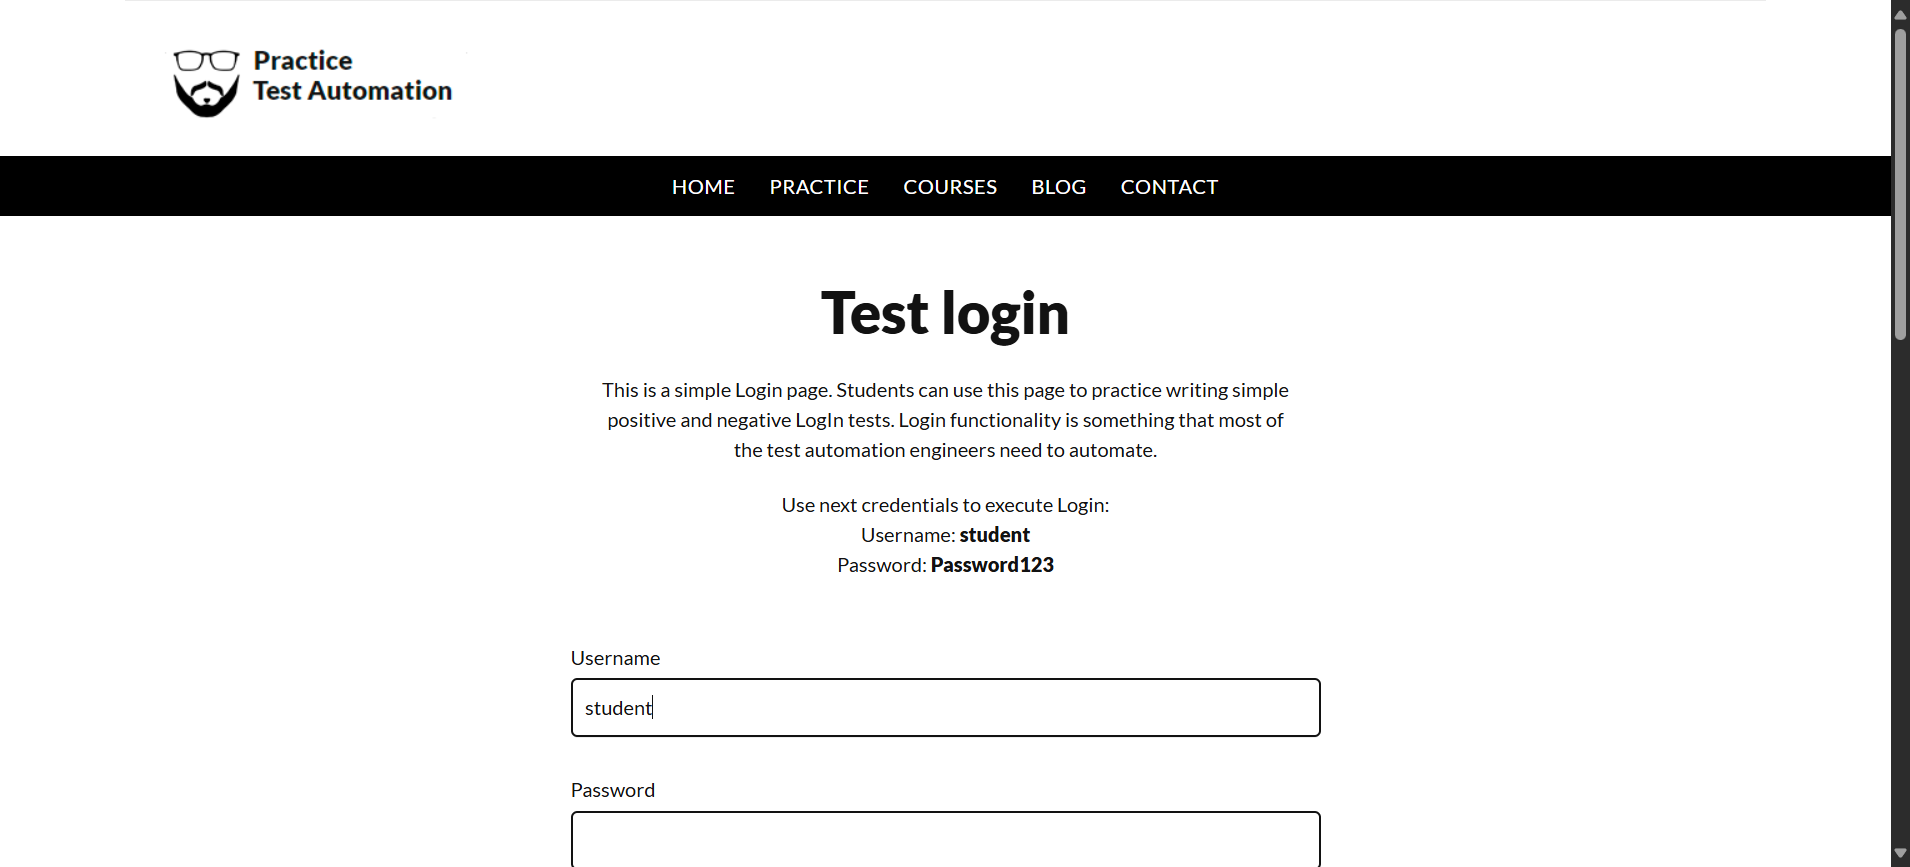 Practice
Test Automation
HOME PRACTICE COURSES BLOG CONTACT
Test login
This is a simple Login page. Students can use this page to practice writing simple
positive and negative LogIn tests. Login functionality is something that most of
the test automation engineers need to automate.
Use next credentials to execute Login:
Username: student
Password: Password123
Username
student
Password